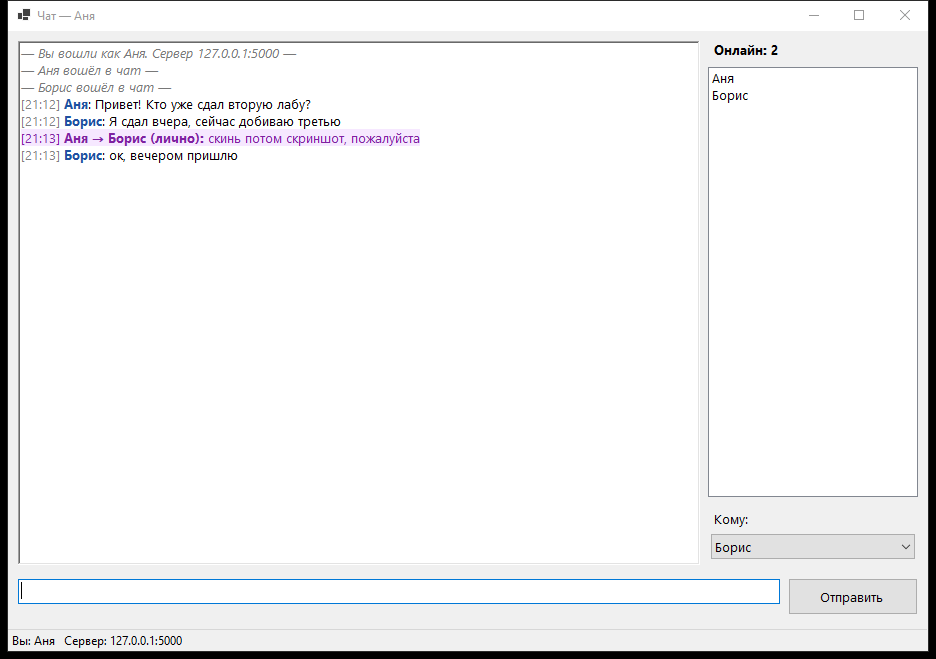 Чат — Аня
— Вы вошли как Аня. Сервер 127.0.0.1:5000 —
— Аня вошёл в чат —
— Борис вошёл в чат —
[21:12] Аня: Привет! Кто уже сдал вторую лабу?
[21:12] Борис: Я сдал вчера, сейчас добиваю третью
[21:13] Аня → Борис (лично): скинь потом скриншот, пожалуйста
[21:13] Борис: ок, вечером пришлю
Онлайн: 2
Аня
Борис
Кому:
Борис
Отправить
Вы: Аня Сервер: 127.0.0.1:5000